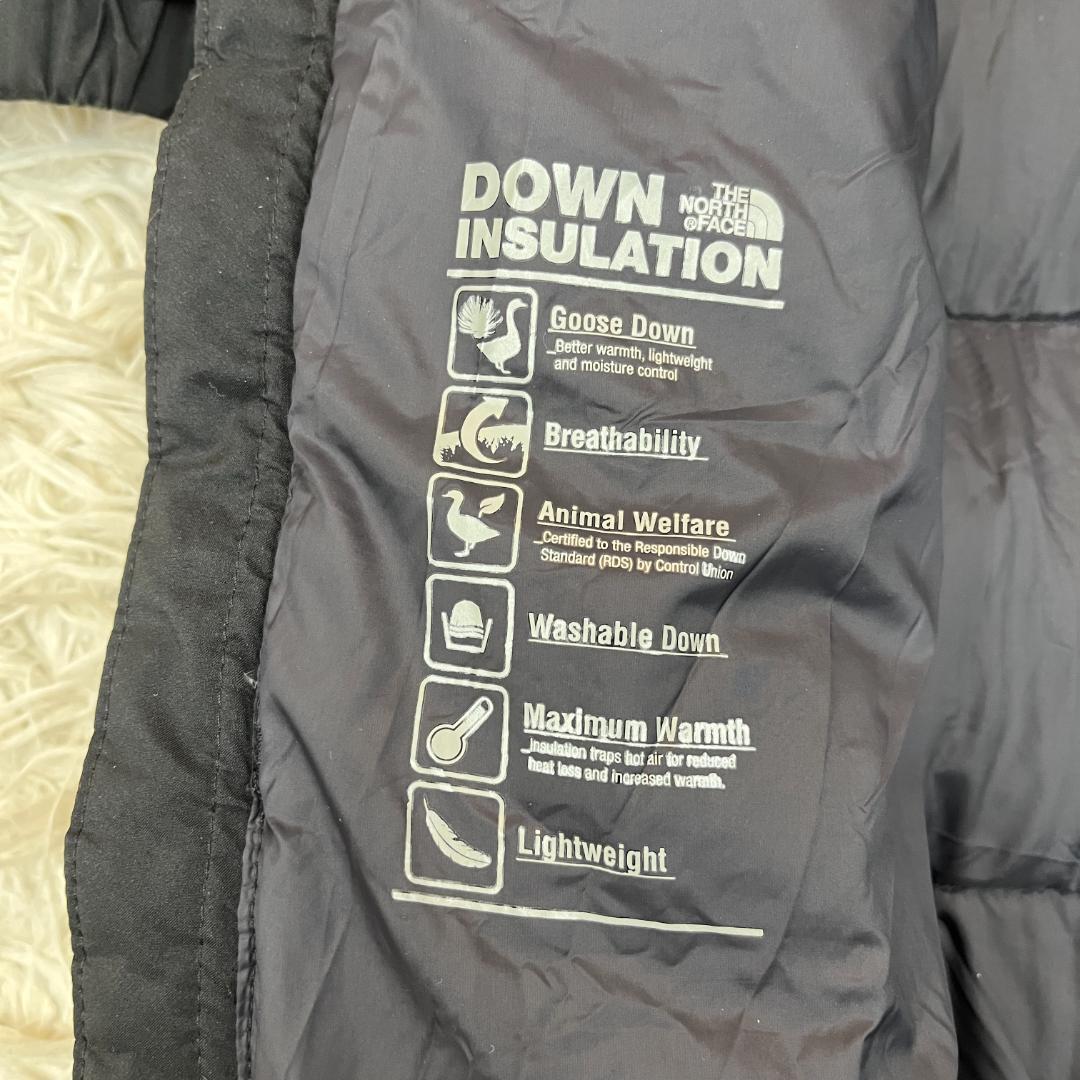 DOWN
INSULATION
THE
NORTH
®FACE
Goose Down
Better warmth, lightweight
and moisture control
Breathability
Animal Welfare
Certified to the Responsible Down
Standard (RDS) by Control Union
Washable Down
Maximum Warmth
Insulation traps hot air for reduced
heat loss and increased warmth.
Lightweight